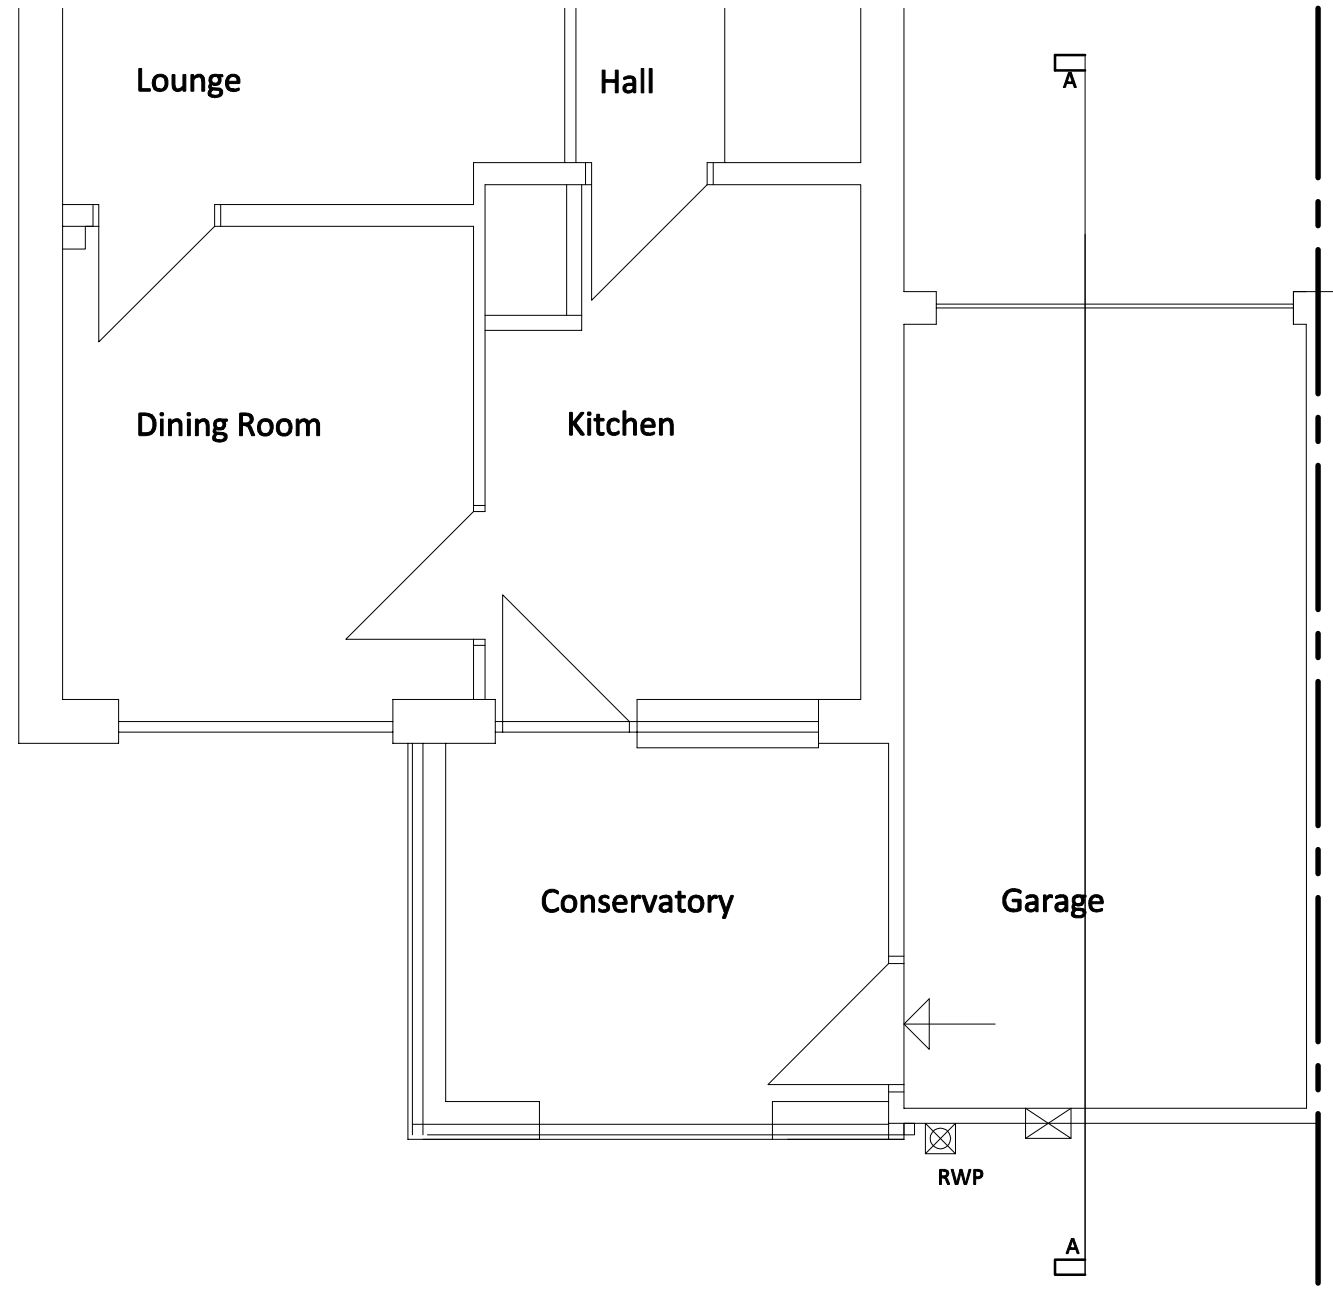 Lounge
Hall
A
Dining Room
Kitchen
Conservatory
Garage
RWP
A